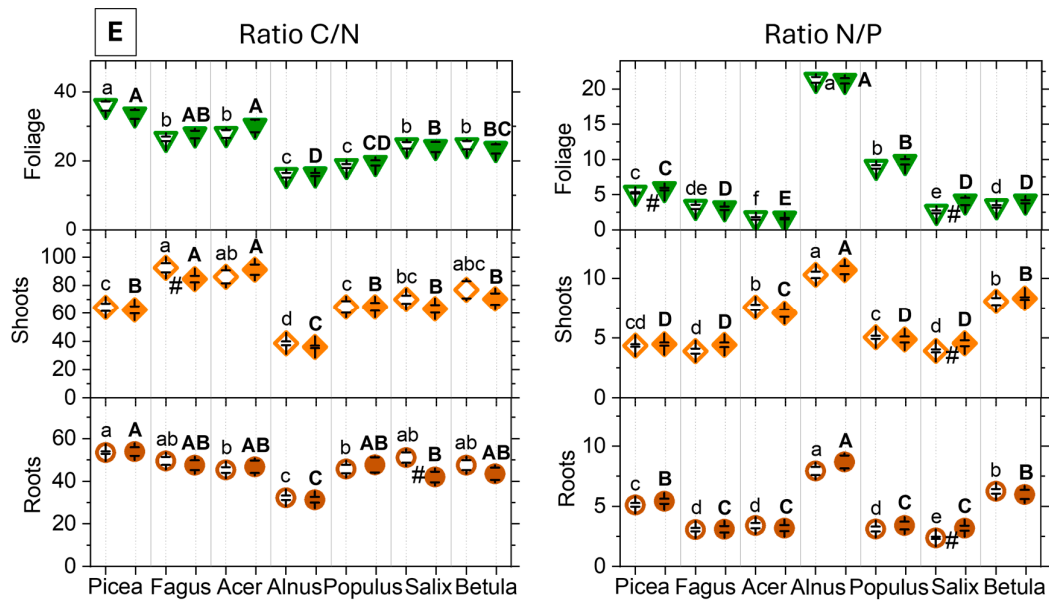 E
Ratio C/N
Ratio N/P
Foliage
40
20
0
a A b AB b A c D c CD b B b BC
Shoots
100
80
60
40
20
0
c B a # A ab A d C c B bc B abc B
Roots
60
40
20
0
a A ab AB b AB c C b AB ab # B ab AB
Picea Fagus Acer Alnus Populus Salix Betula
Foliage
20
15
10
5
0
c # C de D f E a A b B e # D d D
Shoots
10
5
0
cd D d D b C a A c D d # D b B
Roots
10
5
0
c B d C d C a A d C e # C b B
Picea Fagus Acer Alnus Populus Salix Betula